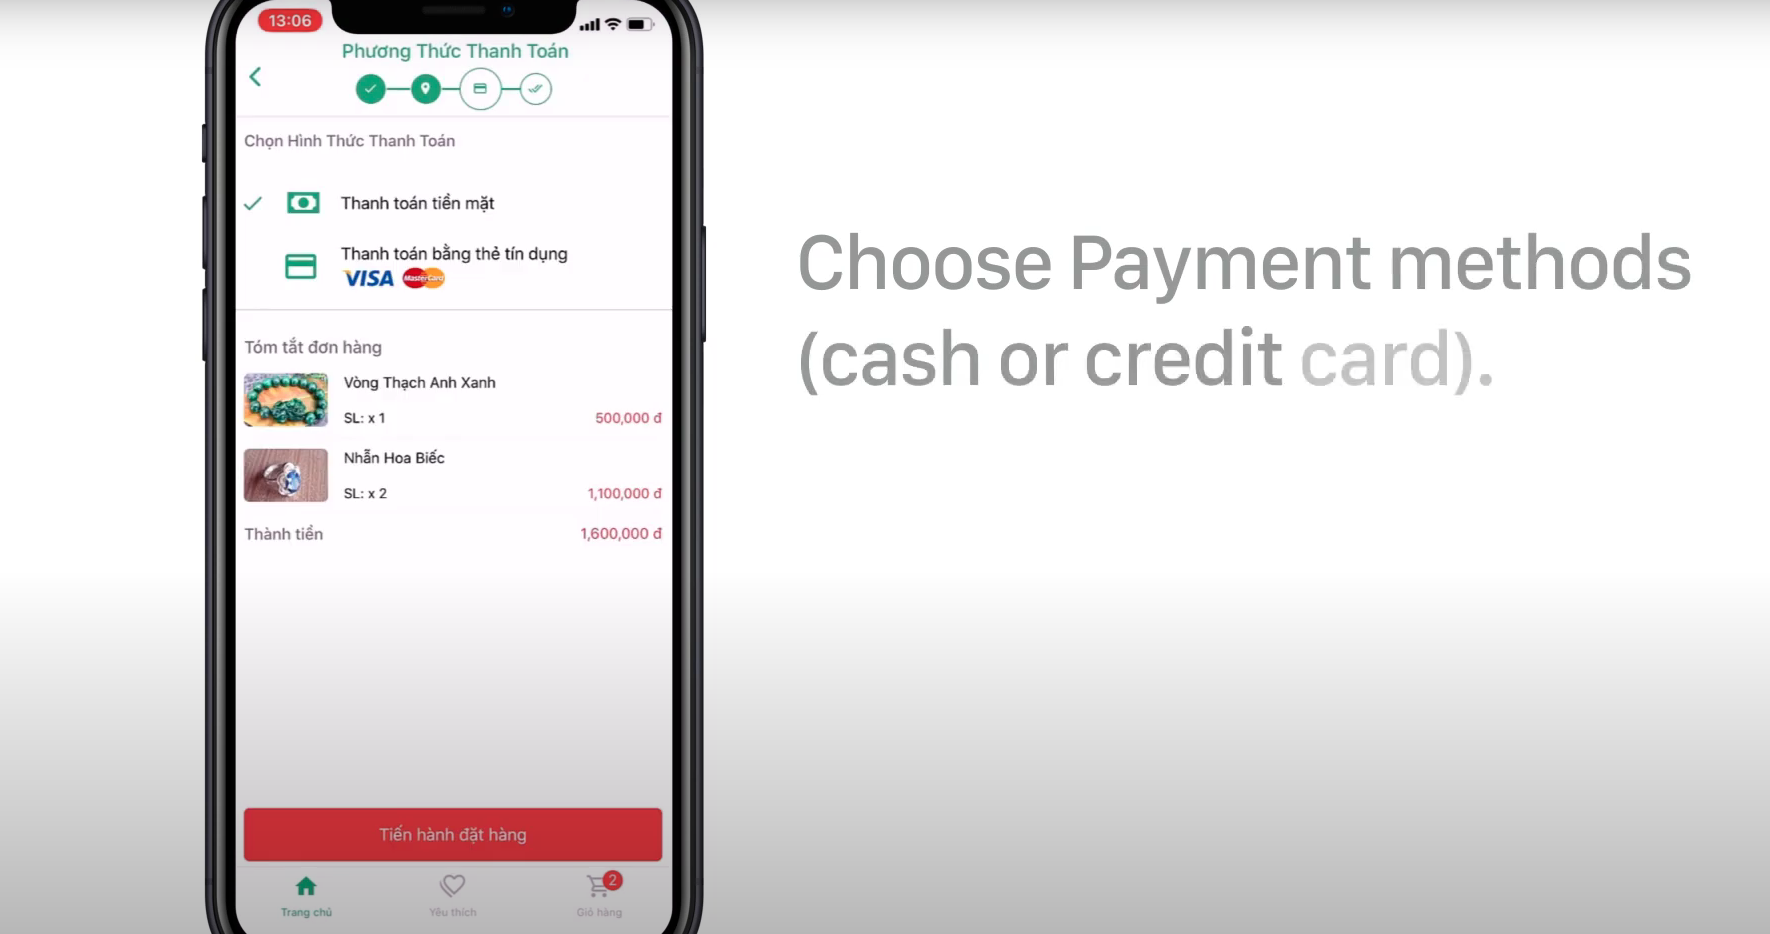 13:06
Phương Thức Thanh Toán
Chọn Hình Thức Thanh Toán
Thanh toán tiền mặt
Thanh toán bằng thẻ tín dụng
VISA MasterCard
Tóm tắt đơn hàng
Vòng Thạch Anh Xanh
SL: x 1
500,000 đ
Nhẫn Hoa Biếc
SL: x 2
1,100,000 đ
Thành tiền
1,600,000 đ
Tiến hành đặt hàng
2
Trang chủ
Yêu thích
Giỏ hàng
Choose Payment methods
(cash or credit card).